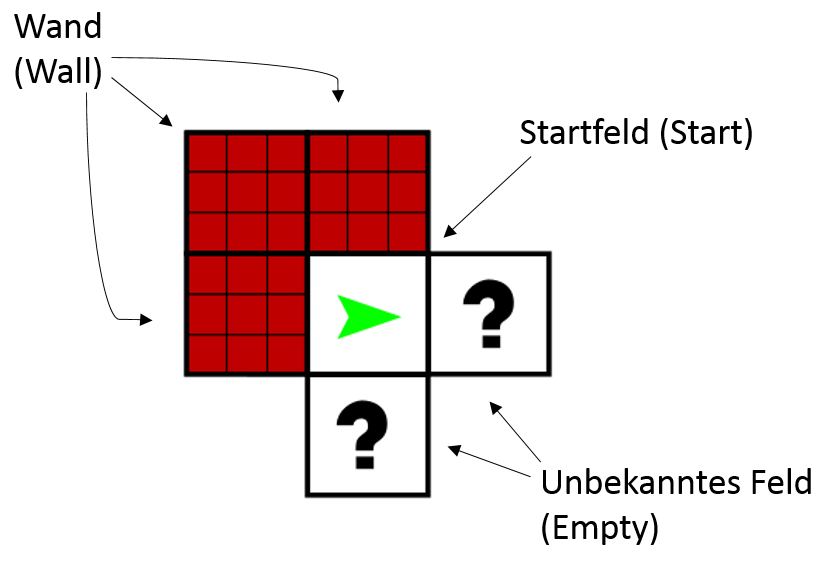 Wand
(Wall)
Startfeld (Start)
?
?
Unbekanntes Feld
(Empty)